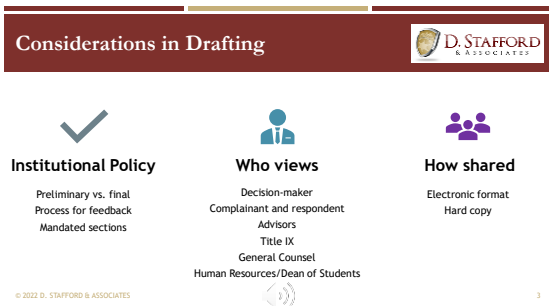 Considerations in Drafting
D. STAFFORD
& ASSOCIATES
Institutional Policy
Preliminary vs. final
Process for feedback
Mandated sections
Who views
Decision-maker
Complainant and respondent
Advisors
Title IX
General Counsel
Human Resources/Dean of Students
How shared
Electronic format
Hard copy
© 2022 D. STAFFORD & ASSOCIATES
3